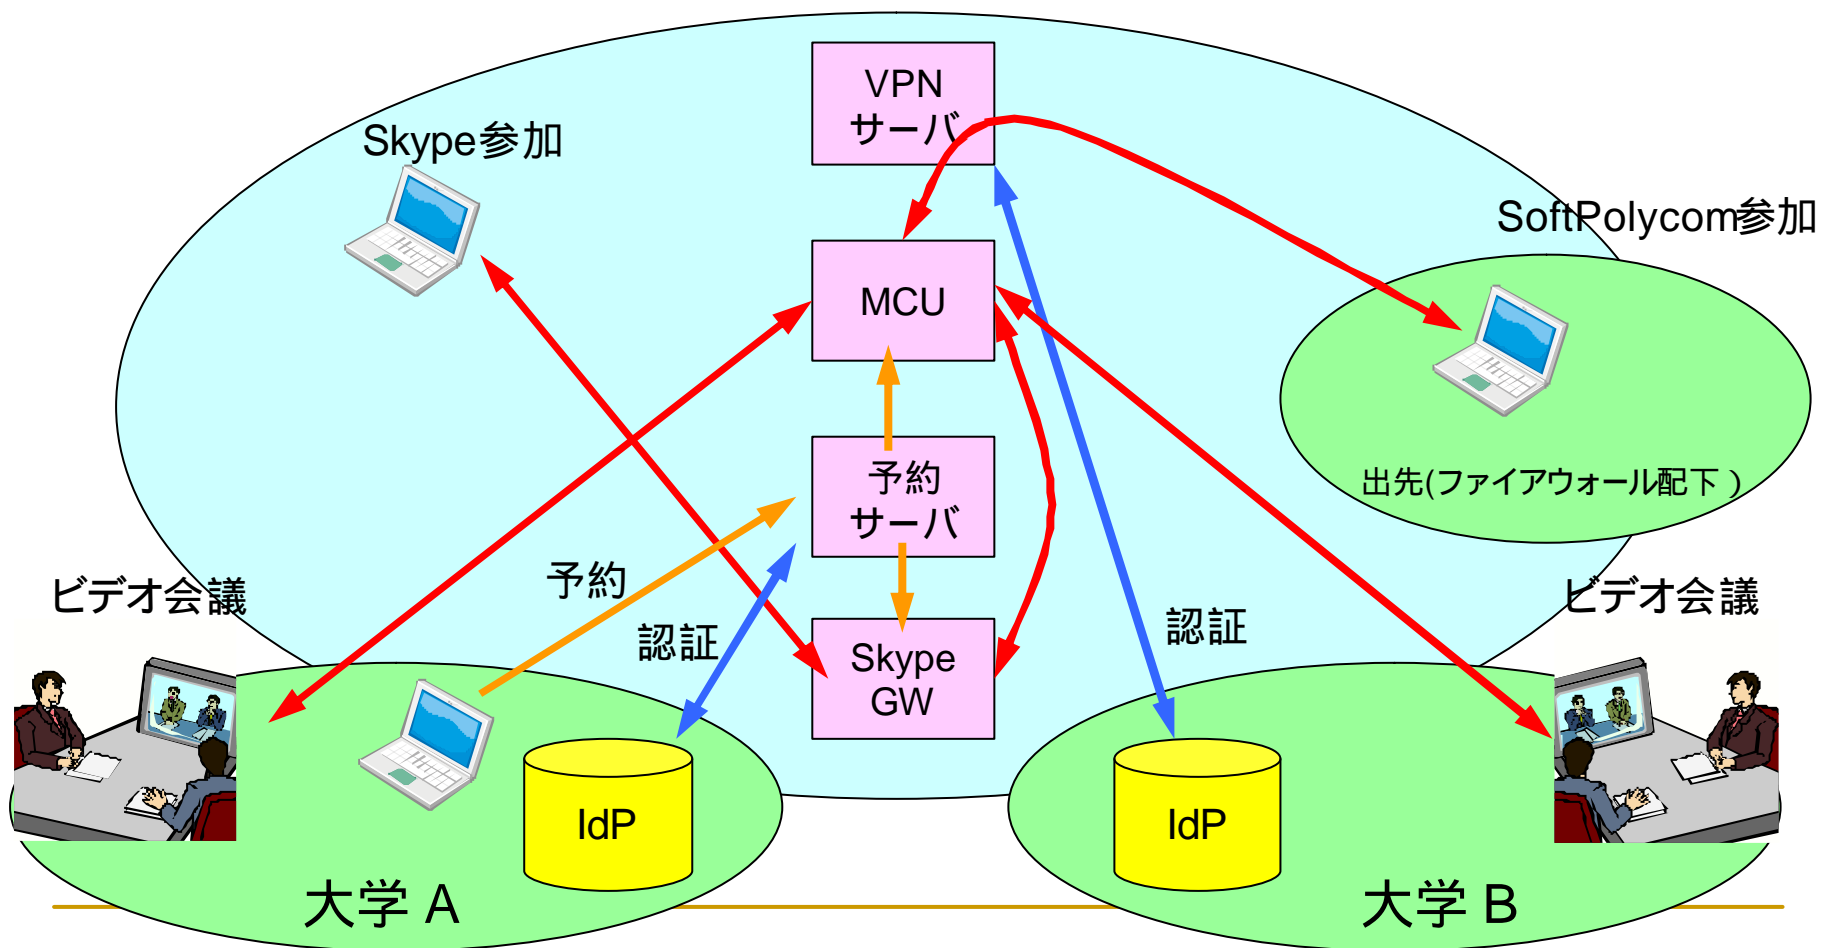 VPN
サーバ
Skype参加
SoftPolycom参加
MCU
予約
サーバ
出先(ファイアウォール配下）
予約
ビデオ会議
ビデオ会議
認証
認証
Skype
GW
IdP
IdP
大学 A
大学 B